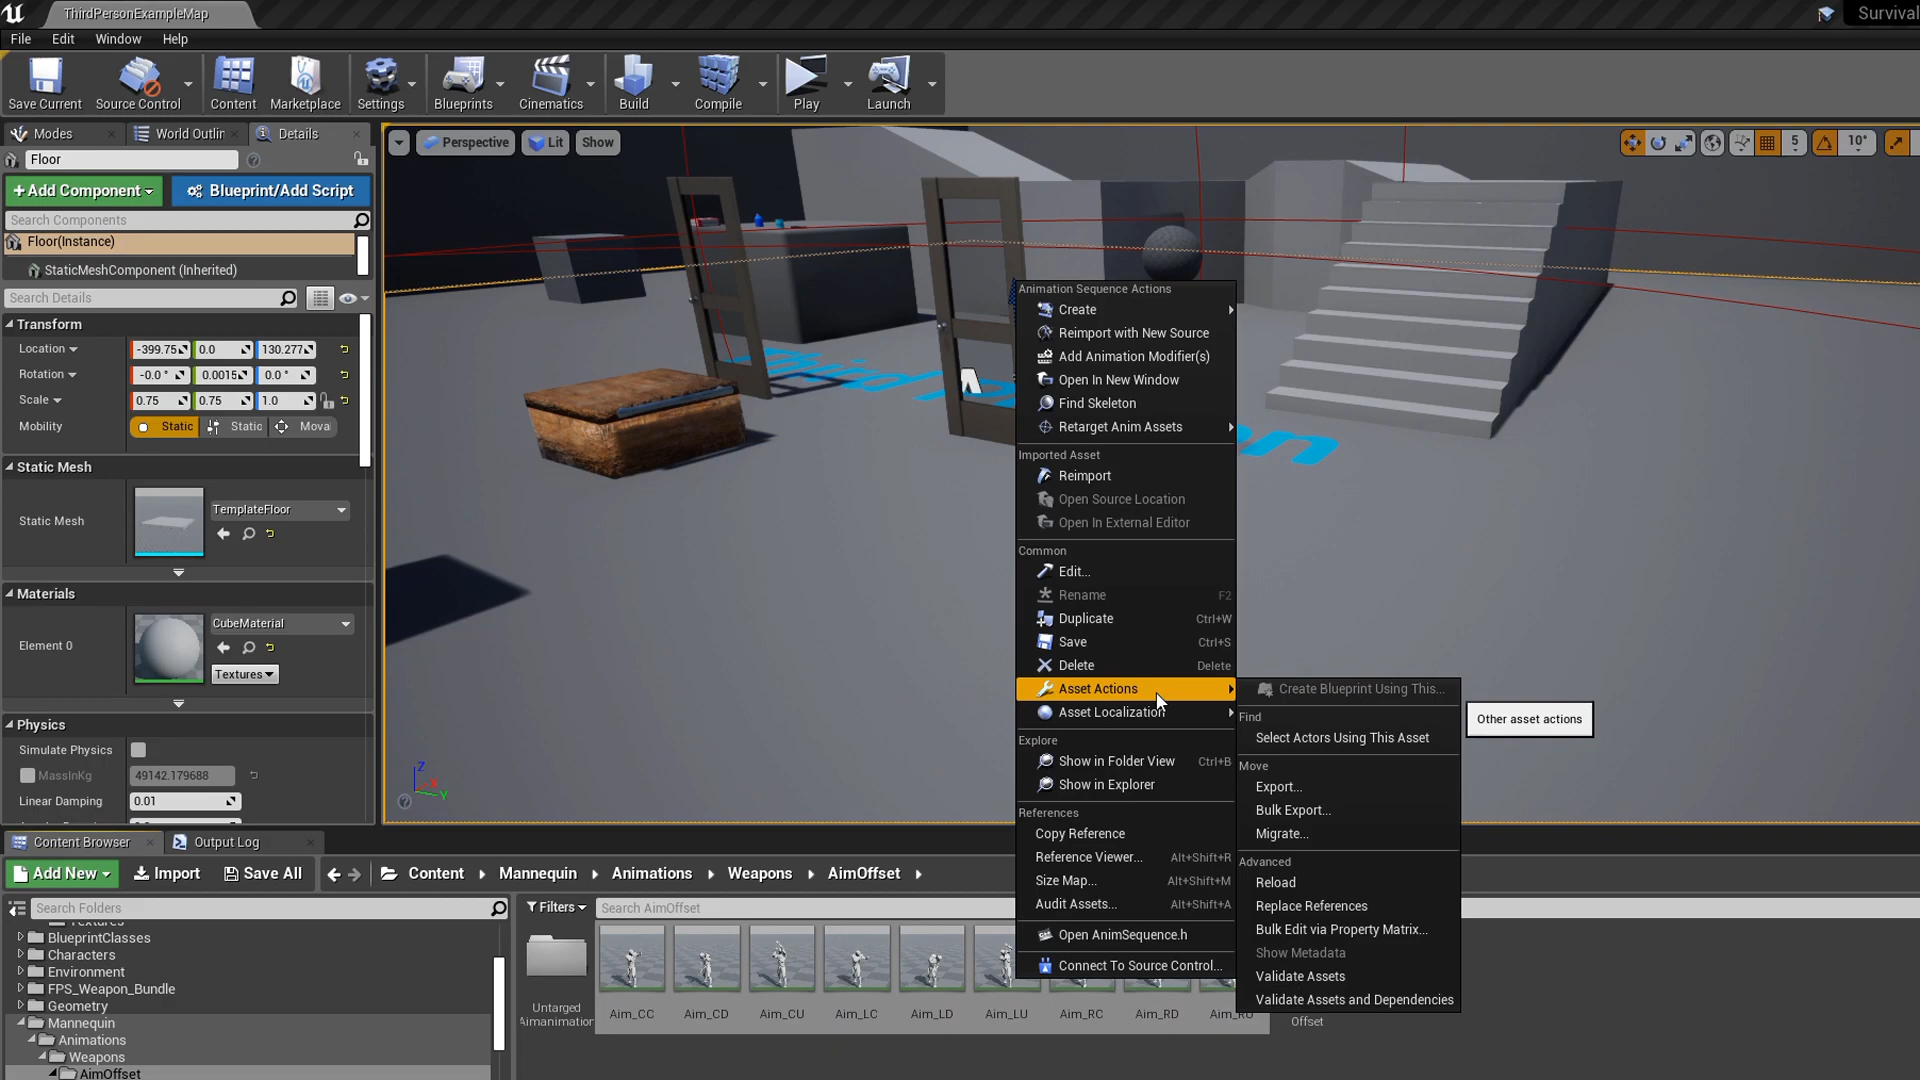 ThirdPersonExampleMap
Survival
File Edit Window Help
Save Current Source Control Content Marketplace Settings Blueprints Cinematics Build Compile Play Launch
Modes World Outlin Details
Perspective Lit Show 5 10°
Floor
+Add Component Blueprint/Add Script
Search Components
Floor(Instance)
StaticMeshComponent (Inherited)
Search Details
Transform
Location -399.75 0.0 130.277
Rotation -0.0 ° 0.0015 0.0 °
Scale 0.75 0.75 1.0
Mobility Static Static Mova
Static Mesh
Static Mesh TemplateFloor
Materials
Element 0 CubeMaterial
Textures
Physics
Simulate Physics
MassInKg 49142.179688
Linear Damping 0.01
Animation Sequence Actions
Create
Reimport with New Source
Add Animation Modifier(s)
Open In New Window
Find Skeleton
Retarget Anim Assets
Imported Asset
Reimport
Open Source Location
Open In External Editor
Common
Edit...
Rename F2
Duplicate Ctrl+W
Save Ctrl+S
Delete Delete
Asset Actions
Asset Localization
Explore
Show in Folder View Ctrl+B
Show in Explorer
References
Copy Reference
Reference Viewer... Alt+Shift+R
Size Map... Alt+Shift+M
Audit Assets... Alt+Shift+A
Open AnimSequence.h
Connect To Source Control...
Create Blueprint Using This...
Find
Select Actors Using This Asset
Move
Export...
Bulk Export...
Migrate...
Advanced
Reload
Replace References
Bulk Edit via Property Matrix...
Show Metadata
Validate Assets
Validate Assets and Dependencies
Other asset actions
Z
Y
Content Browser Output Log
Add New Import Save All Content Mannequin Animations Weapons AimOffset
Search Folders Filters Search AimOffset
BlueprintClasses
Characters
Environment
FPS_Weapon_Bundle
Geometry
Mannequin
Animations
Weapons
AimOffset
Untarged
Aimanimation
Aim_CC Aim_CD Aim_CU Aim_LC Aim_LD Aim_LU Aim_RC Aim_RD Aim_RU
Offset